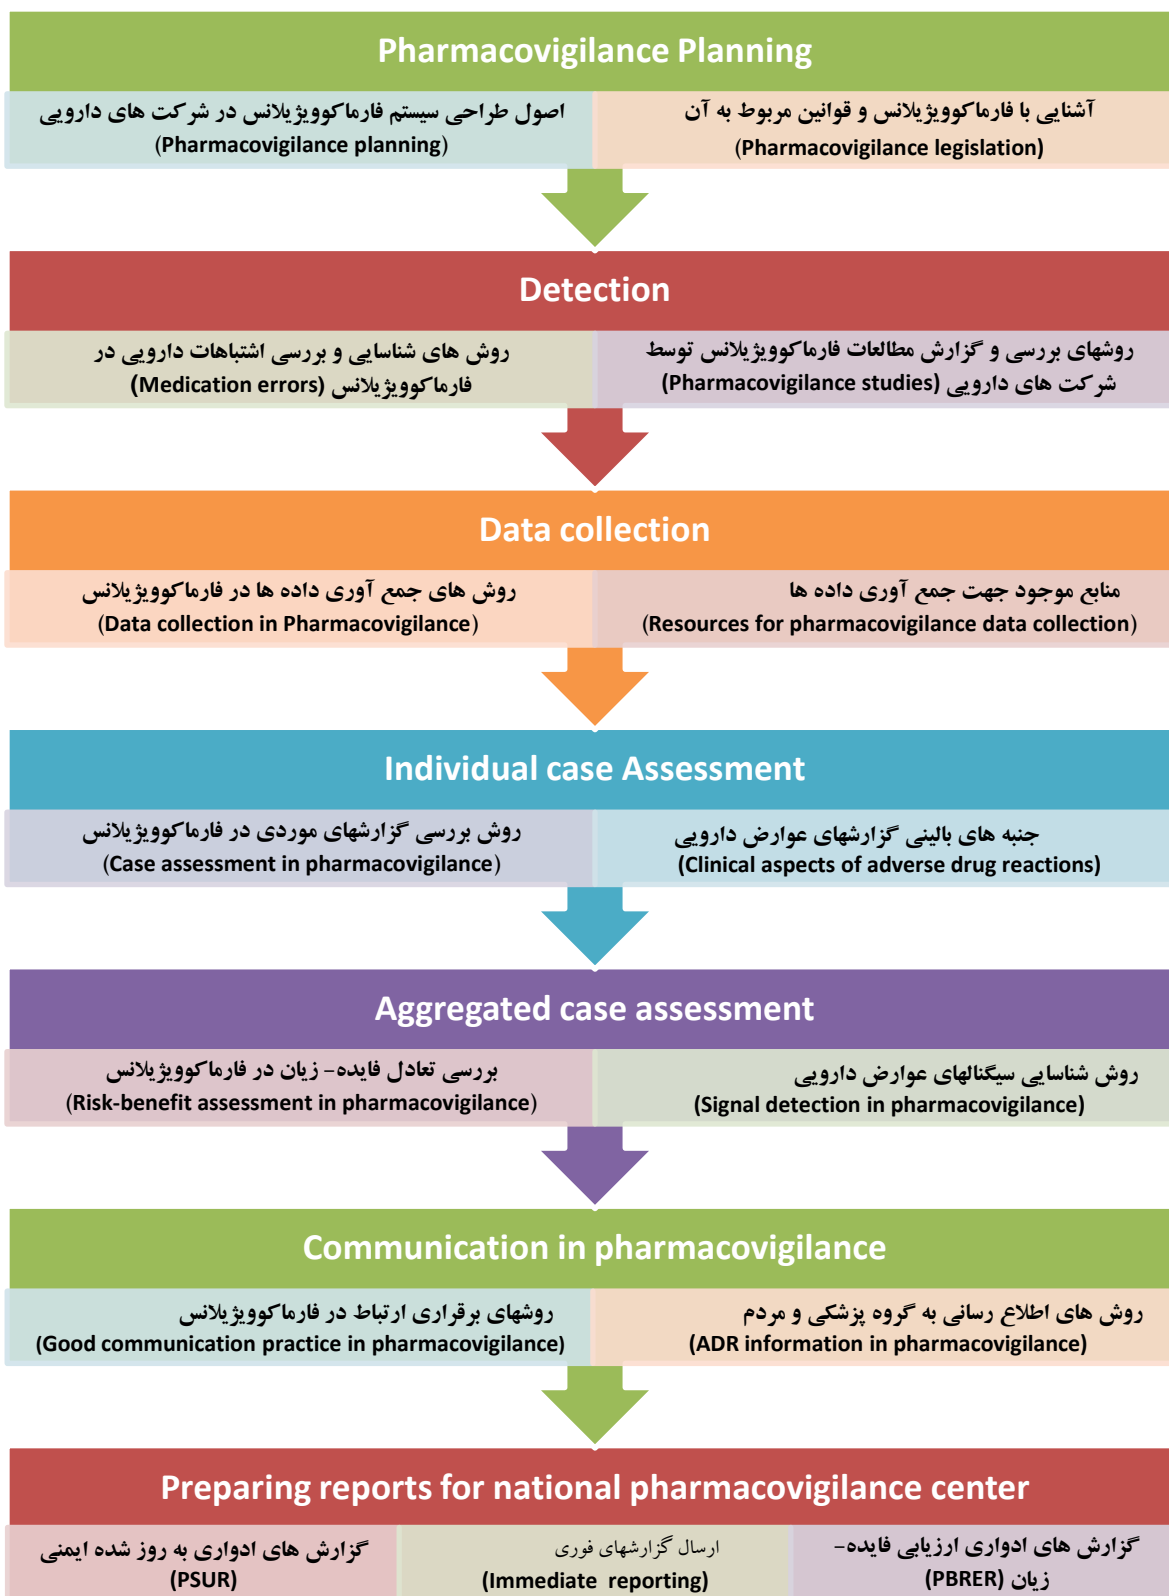 Pharmacovigilance Planning
آشنایی با فارماکوویژیلانس و قوانین مربوط به آن
(Pharmacovigilance legislation)
اصول طراحی سیستم فارماکوویژیلانس در شرکت های دارویی
(Pharmacovigilance planning)
Detection
روشهای بررسی و گزارش مطالعات فارماکوویژیلانس توسط
شرکت های دارویی (Pharmacovigilance studies)
روش های شناسایی و بررسی اشتباهات دارویی در
فارماکوویژیلانس (Medication errors)
Data collection
منابع موجود جهت جمع آوری داده ها
(Resources for pharmacovigilance data collection)
روش های جمع آوری داده ها در فارماکوویژیلانس
(Data collection in Pharmacovigilance)
Individual case Assessment
جنبه های بالینی گزارشهای عوارض دارویی
(Clinical aspects of adverse drug reactions)
روش بررسی گزارشهای موردی در فارماکوویژیلانس
(Case assessment in pharmacovigilance)
Aggregated case assessment
روش شناسایی سیگنالهای عوارض دارویی
(Signal detection in pharmacovigilance)
بررسی تعادل فایده- زیان در فارماکوویژیلانس
(Risk-benefit assessment in pharmacovigilance)
Communication in pharmacovigilance
روش های اطلاع رسانی به گروه پزشکی و مردم
(ADR information in pharmacovigilance)
روشهای برقراری ارتباط در فارماکوویژیلانس
(Good communication practice in pharmacovigilance)
Preparing reports for national pharmacovigilance center
گزارش های ادواری ارزیابی فایده-
زیان (PBRER)
ارسال گزارشهای فوری
(Immediate reporting)
گزارش های ادواری به روز شده ایمنی
(PSUR)